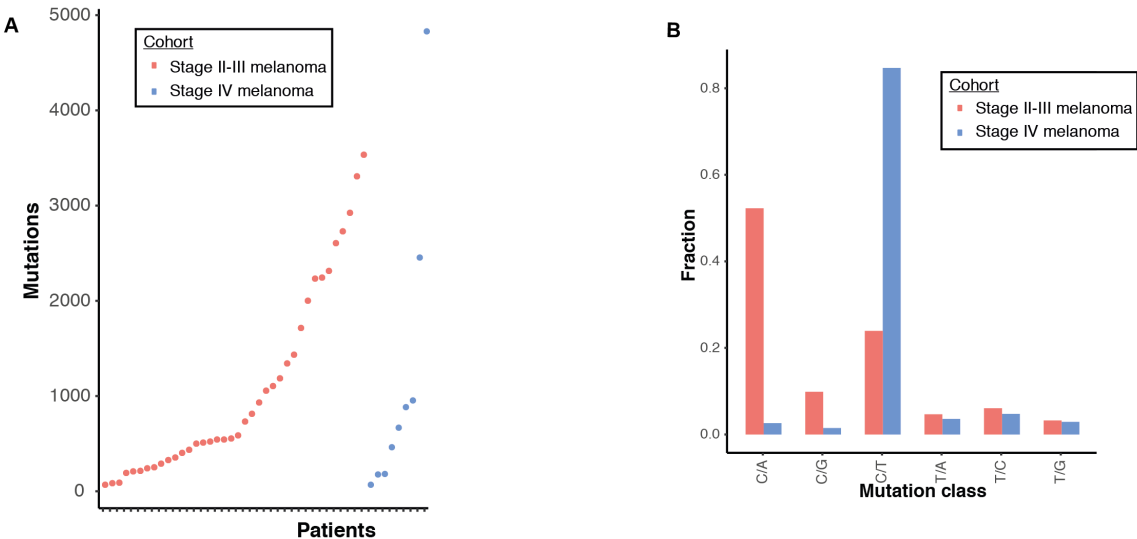 A
5000
4000
3000
2000
1000
0
Mutations
Cohort
Stage II-III melanoma
Stage IV melanoma
Patients
B
0.8
0.6
0.4
0.2
0.0
Fraction
Cohort
Stage II-III melanoma
Stage IV melanoma
C/A
C/G
C/T
T/A
T/C
T/G
Mutation class